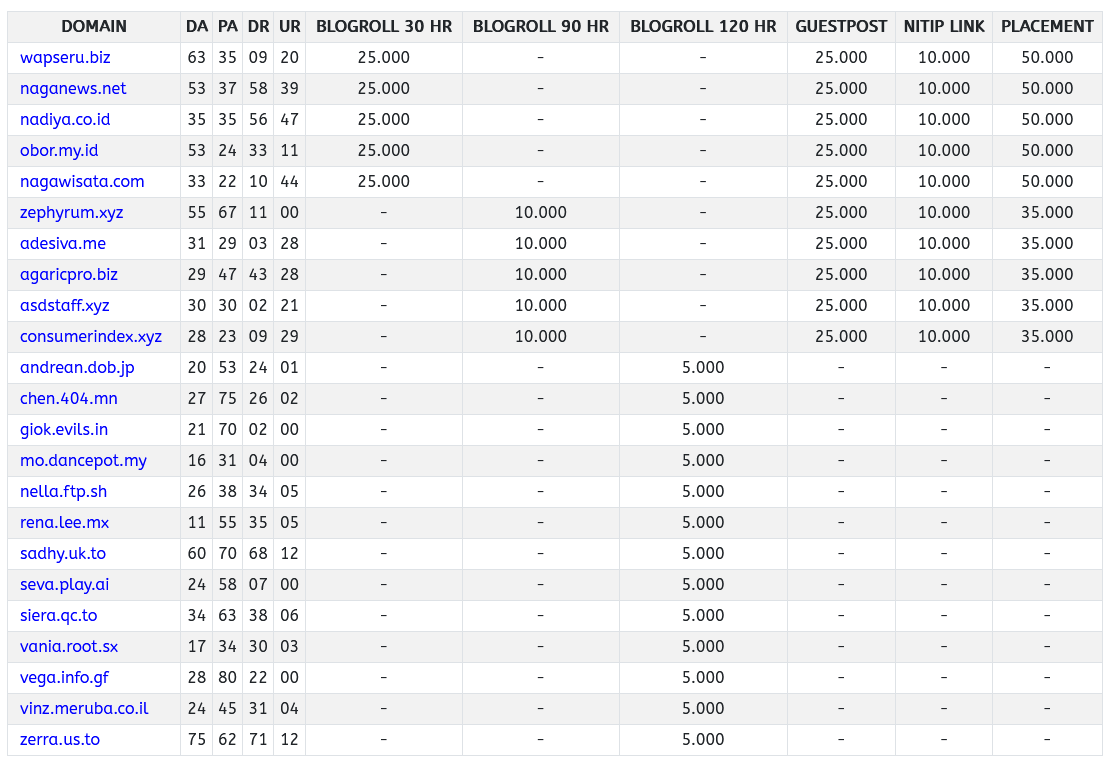 DOMAIN DA PA DR UR BLOGROLL 30 HR BLOGROLL 90 HR BLOGROLL 120 HR GUESTPOST NITIP LINK PLACEMENT
wapseru.biz 63 35 09 20 25.000 - - 25.000 10.000 50.000
naganews.net 53 37 58 39 25.000 - - 25.000 10.000 50.000
nadiya.co.id 35 35 56 47 25.000 - - 25.000 10.000 50.000
obor.my.id 53 24 33 11 25.000 - - 25.000 10.000 50.000
nagawisata.com 33 22 10 44 25.000 - - 25.000 10.000 50.000
zephyrum.xyz 55 67 11 00 - 10.000 - 25.000 10.000 35.000
adesiva.me 31 29 03 28 - 10.000 - 25.000 10.000 35.000
agaricpro.biz 29 47 43 28 - 10.000 - 25.000 10.000 35.000
asdstaff.xyz 30 30 02 21 - 10.000 - 25.000 10.000 35.000
consumerindex.xyz 28 23 09 29 - 10.000 - 25.000 10.000 35.000
andrean.dob.jp 20 53 24 01 - - 5.000 - - -
chen.404.mn 27 75 26 02 - - 5.000 - - -
giok.evils.in 21 70 02 00 - - 5.000 - - -
mo.dancepot.my 16 31 04 00 - - 5.000 - - -
nella.ftp.sh 26 38 34 05 - - 5.000 - - -
rena.lee.mx 11 55 35 05 - - 5.000 - - -
sadhy.uk.to 60 70 68 12 - - 5.000 - - -
seva.play.ai 24 58 07 00 - - 5.000 - - -
siera.qc.to 34 63 38 06 - - 5.000 - - -
vania.root.sx 17 34 30 03 - - 5.000 - - -
vega.info.gf 28 80 22 00 - - 5.000 - - -
vinz.meruba.co.il 24 45 31 04 - - 5.000 - - -
zerra.us.to 75 62 71 12 - - 5.000 - - -